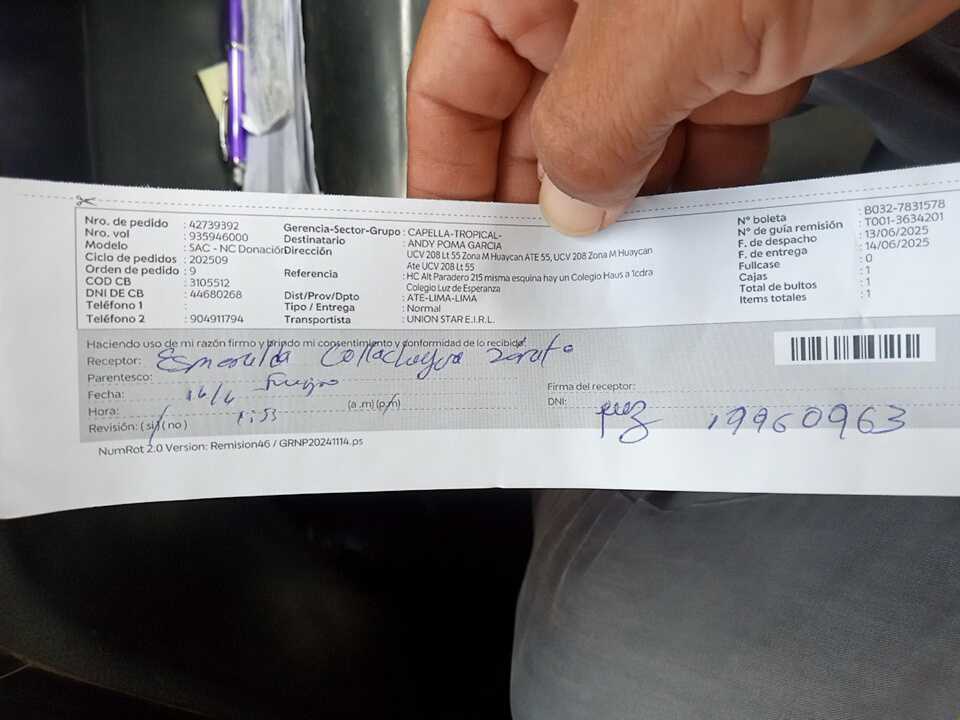 Nro. de pedido : 42739392
Nro. vol : 935946000
Modelo : SAC - NC Donación
Ciclo de pedidos : 202509
Orden de pedido : 9
COD CB : 3105512
DNI DE CB : 44680268
Teléfono 1 :
Teléfono 2 : 904911794
Gerencia-Sector-Grupo : CAPELLA-TROPICAL-
Destinatario : ANDY POMA GARCIA
Dirección : UCV 208 Lt 55 Zona M Huaycan ATE 55, UCV 208 Zona M Huaycan
Ate UCV 208 Lt 55
Referencia : HC Alt Paradero 215 misma esquina hay un Colegio Haus a 1cdra
Colegio Luz de Esperanza
Dist/Prov/Dpto : ATE-LIMA-LIMA
Tipo / Entrega : Normal
Transportista : UNION STAR E.I.R.L.
N° boleta : B032-7831578
N° de guía remisión : T001-3634201
F. de despacho : 13/06/2025
F. de entrega : 14/06/2025
Fullcase : 0
Cajas : 1
Total de bultos : 1
Items totales : 1
Haciendo uso de mi razón firmo y brindo mi consentimiento y conformidad de lo recibido.
Receptor: Esmeralda
Parentesco:
Fecha: 14/6
Hora: 1:53 (a .m) (p.m)
Revisión: ( si ) ( no )
Firma del receptor:
DNI: 19960963
NumRot 2.0 Version: Remision46 / GRNP20241114.ps